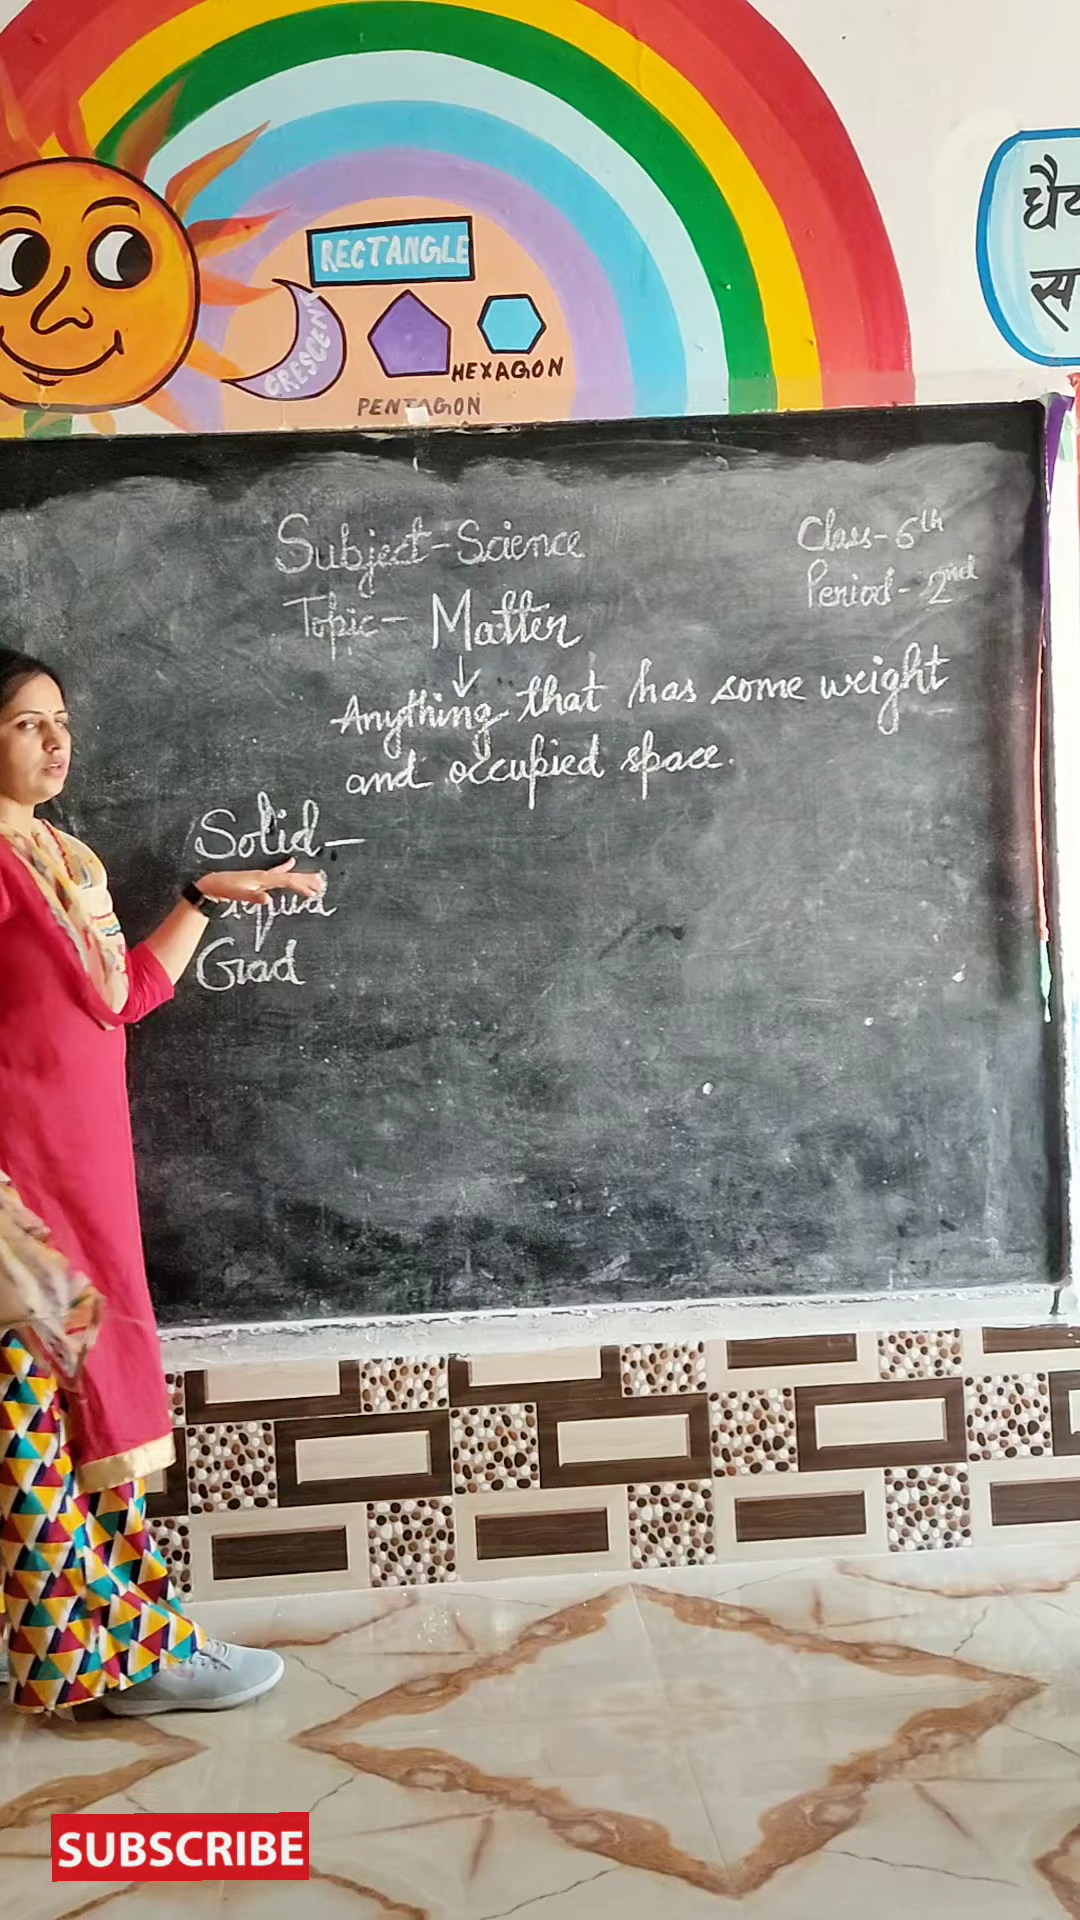 RECTANGLE
CRESCENT
HEXAGON
PENTAGON
Subject-Science
Class- 6th
Topic- Matter
Period- 2nd
Anything that has some weight
and occupied space.
Solid-
Liquid
Grad
SUBSCRIBE